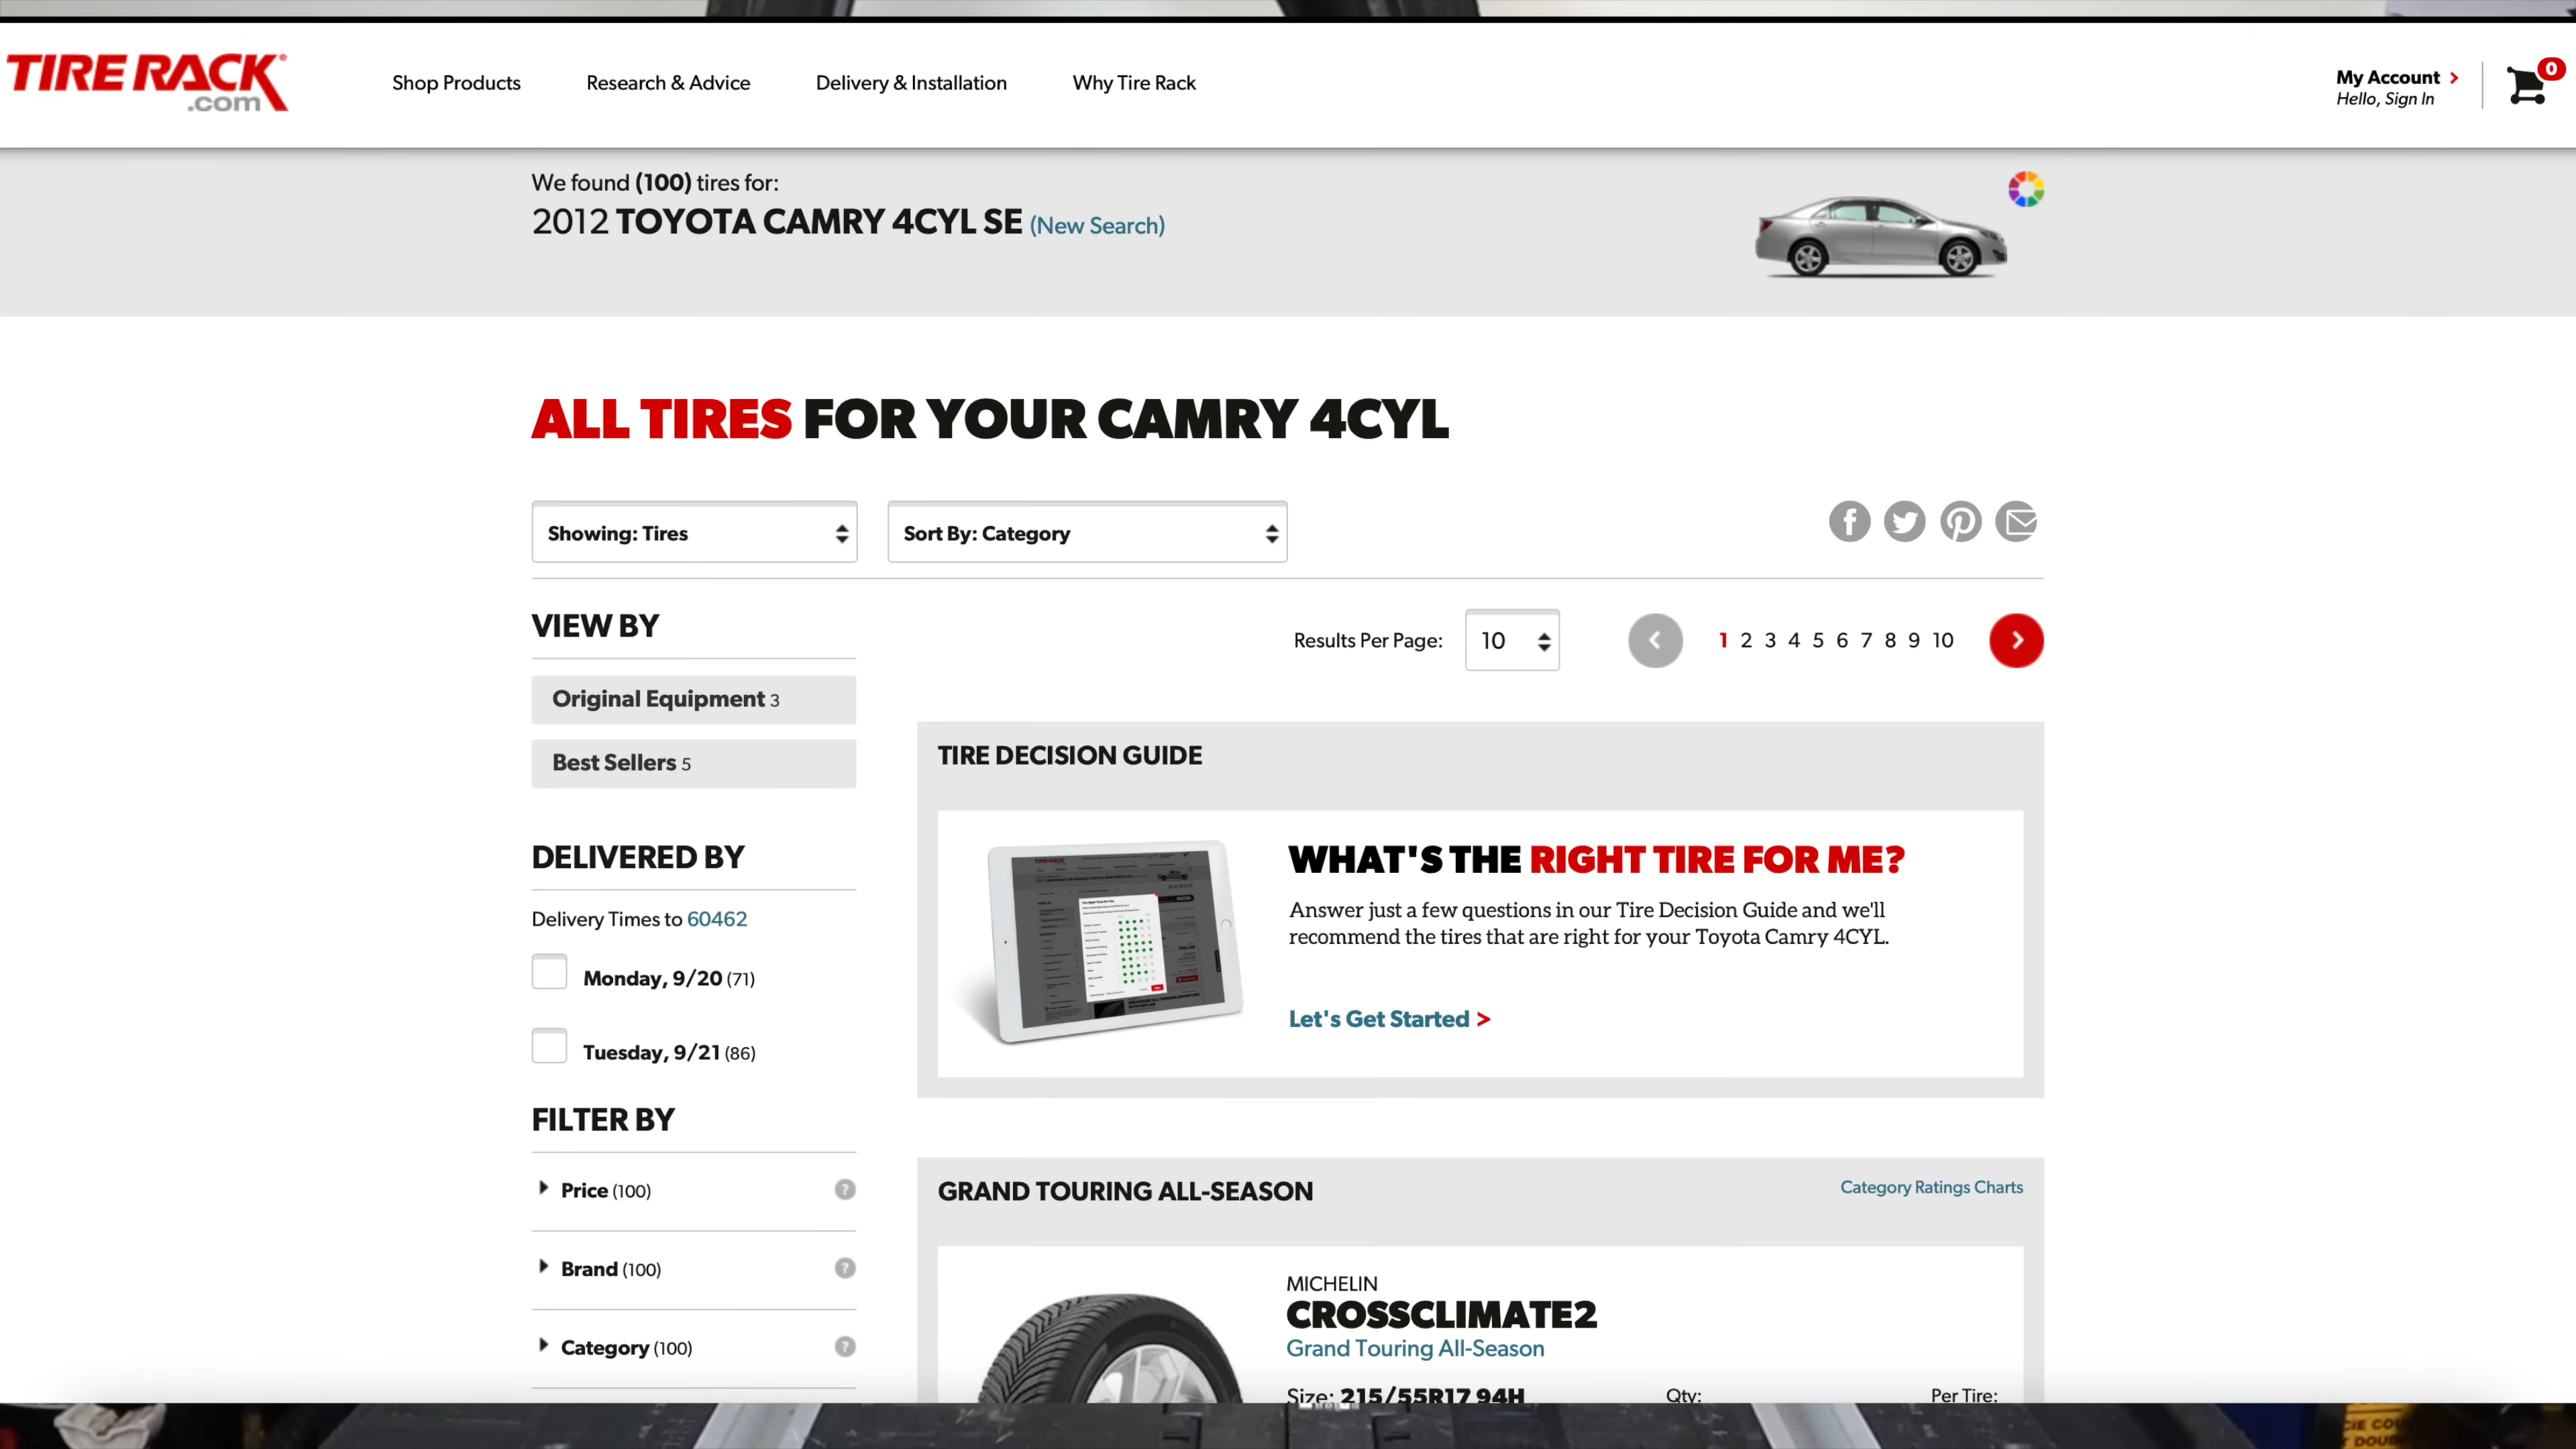 TIRE RACK
.com
Shop Products
Research & Advice
Delivery & Installation
Why Tire Rack
My Account
Hello, Sign In
0
We found (100) tires for:
2012 TOYOTA CAMRY 4CYL SE (New Search)
ALL TIRES FOR YOUR CAMRY 4CYL
Showing: Tires
Sort By: Category
VIEW BY
Results Per Page: 10
1 2 3 4 5 6 7 8 9 10
Original Equipment 3
Best Sellers 5
TIRE DECISION GUIDE
WHAT'S THE RIGHT TIRE FOR ME?
Answer just a few questions in our Tire Decision Guide and we'll
recommend the tires that are right for your Toyota Camry 4CYL.
Let's Get Started >
DELIVERED BY
Delivery Times to 60462
Monday, 9/20 (71)
Tuesday, 9/21 (86)
FILTER BY
Price (100) ?
Brand (100) ?
Category (100) ?
GRAND TOURING ALL-SEASON
Category Ratings Charts
MICHELIN
CROSSCLIMATE2
Grand Touring All-Season
Size: 215/55R17 94H
Qty:
Per Tire: